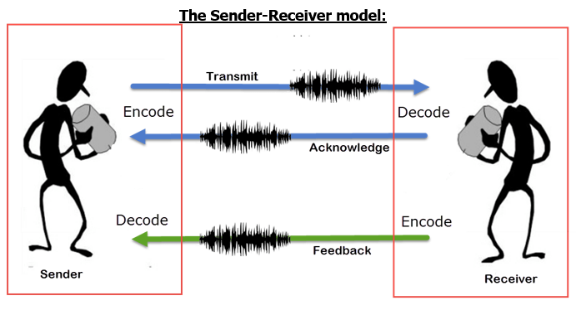 The Sender-Receiver model:
Transmit
Encode
Decode
Acknowledge
Decode
Encode
Feedback
Sender
Receiver